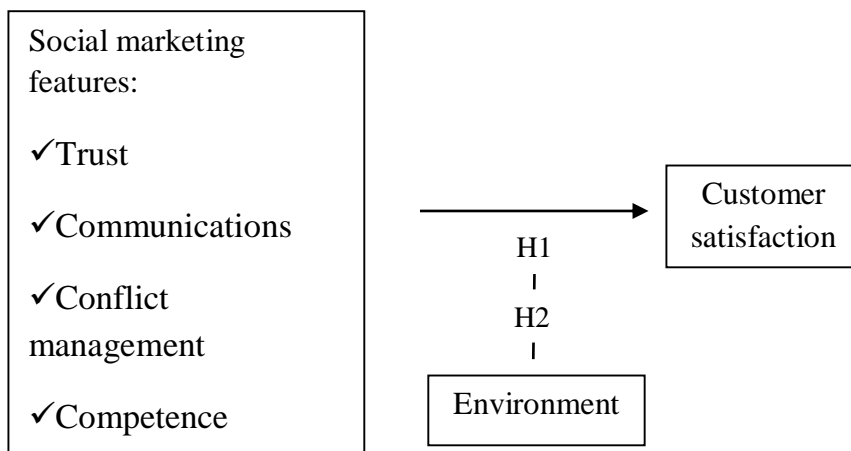 Social marketing
features:
✓Trust
✓Communications
✓Conflict
management
✓Competence
Customer
satisfaction
H1
H2
Environment